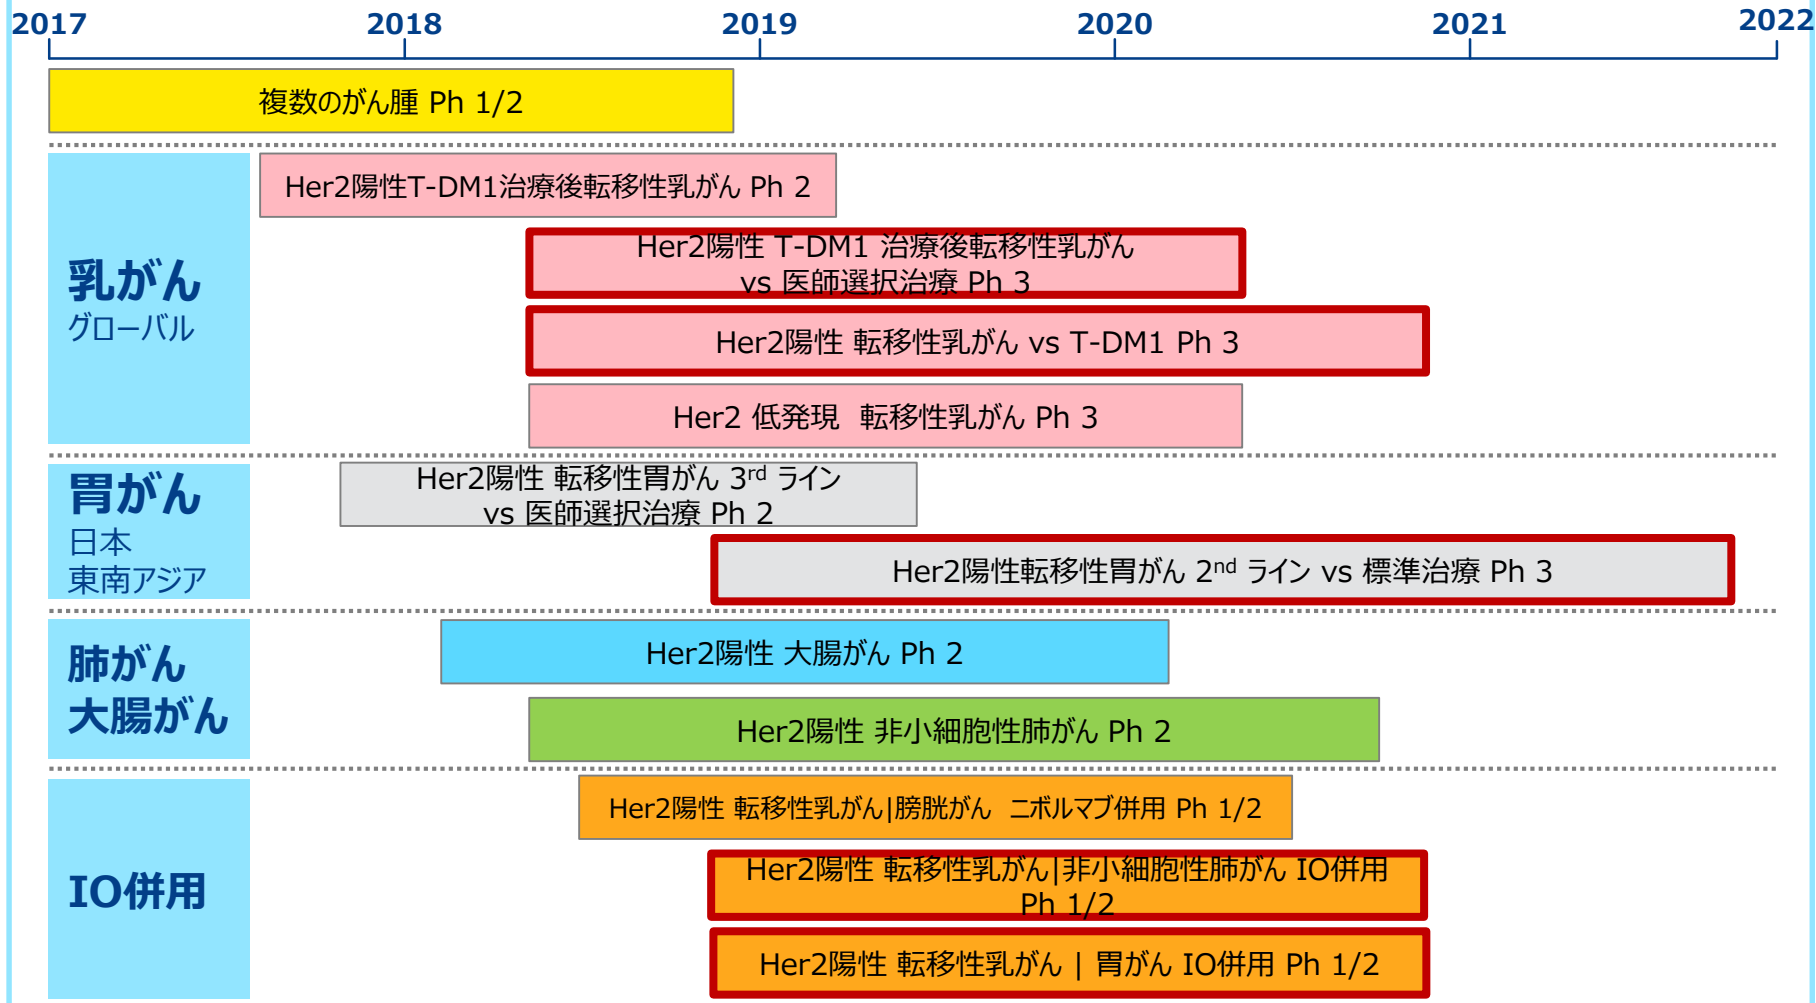 2017 2018 2019 2020 2021 2022
複数のがん腫 Ph 1/2
乳がん
グローバル
Her2陽性T-DM1治療後転移性乳がん Ph 2
Her2陽性 T-DM1 治療後転移性乳がん
vs 医師選択治療 Ph 3
Her2陽性 転移性乳がん vs T-DM1 Ph 3
Her2 低発現 転移性乳がん Ph 3
胃がん
日本
東南アジア
Her2陽性 転移性胃がん 3rd ライン
vs 医師選択治療 Ph 2
Her2陽性転移性胃がん 2nd ライン vs 標準治療 Ph 3
肺がん
大腸がん
Her2陽性 大腸がん Ph 2
Her2陽性 非小細胞性肺がん Ph 2
IO併用
Her2陽性 転移性乳がん|膀胱がん ニボルマブ併用 Ph 1/2
Her2陽性 転移性乳がん|非小細胞性肺がん IO併用
Ph 1/2
Her2陽性 転移性乳がん | 胃がん IO併用 Ph 1/2